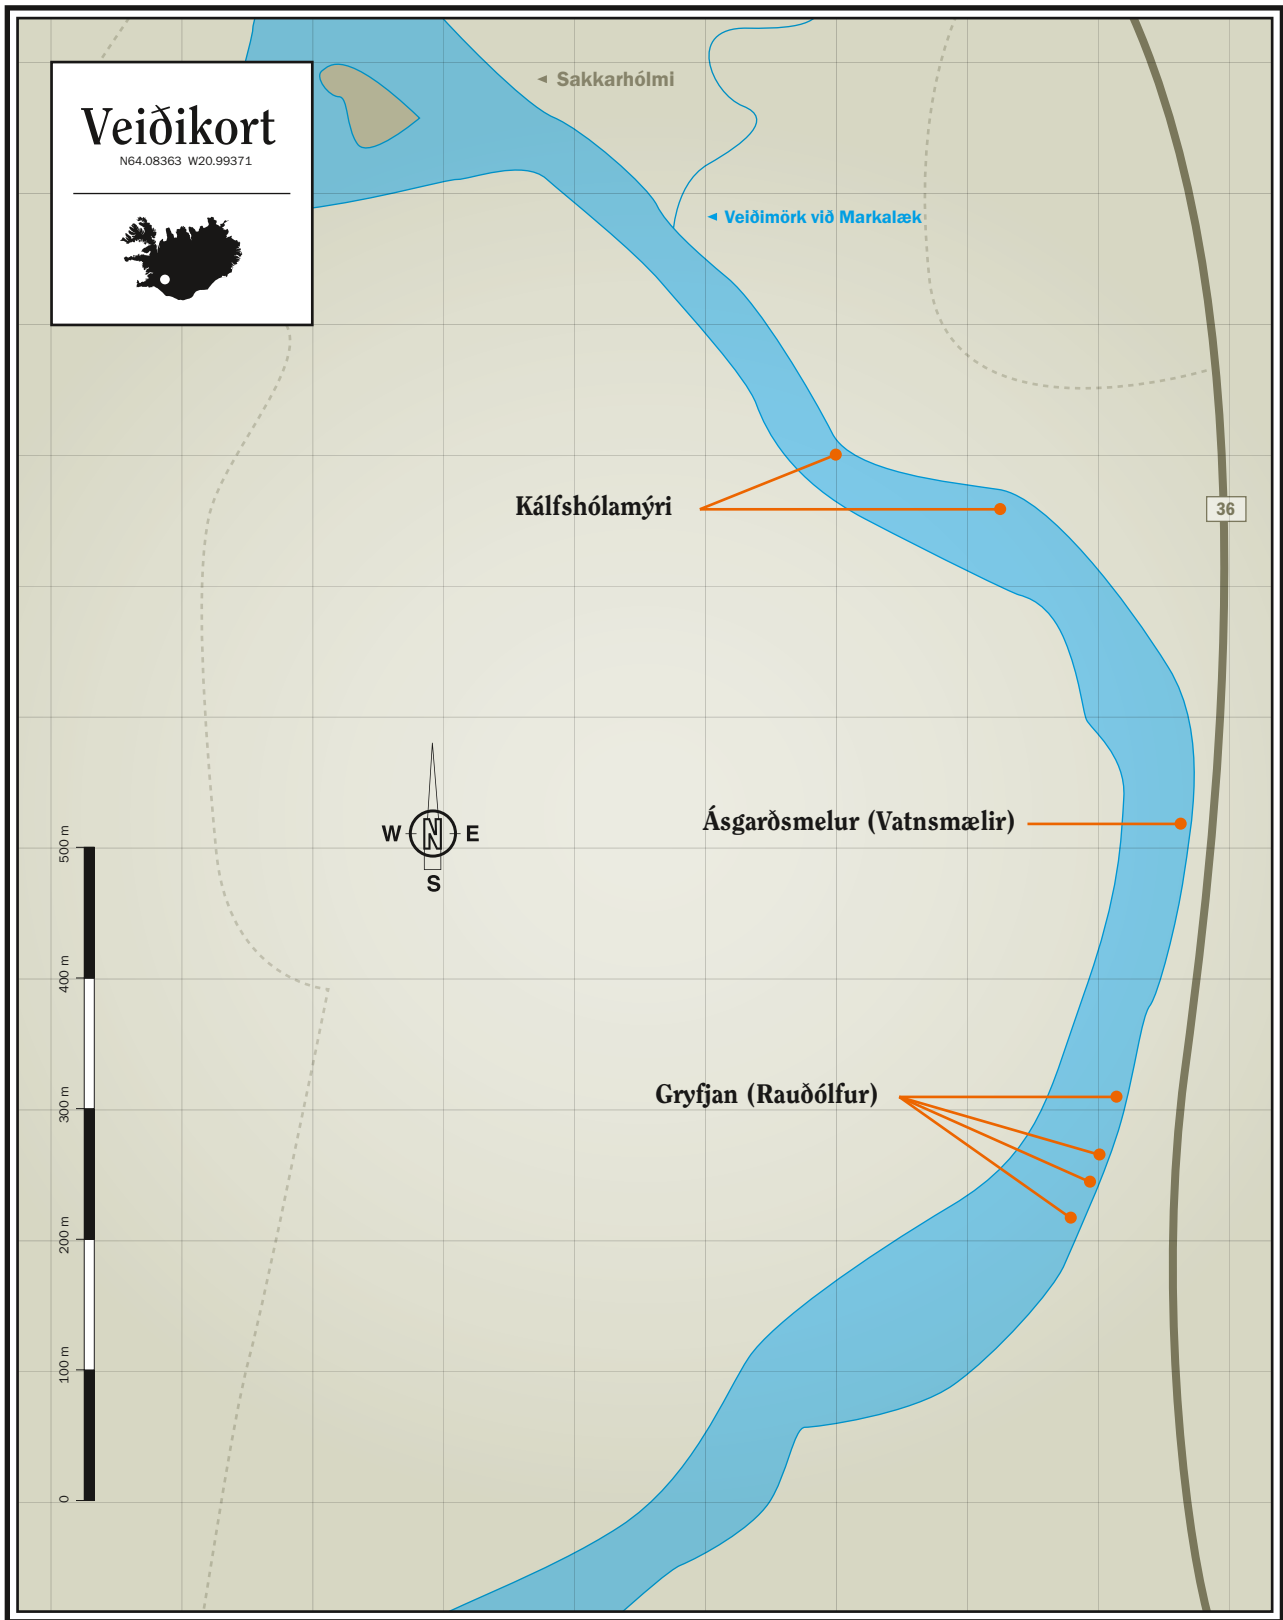 Veiðikort
N64.08363 W20.99371
◄ Sakkarhólmi
◄ Veiðimörk við Markalæk
Kálfshólamýri
36
Ásgarðsmelur (Vatnsmælir)
W N E
S
Gryfjan (Rauðólfur)
500 m
400 m
300 m
200 m
100 m
0